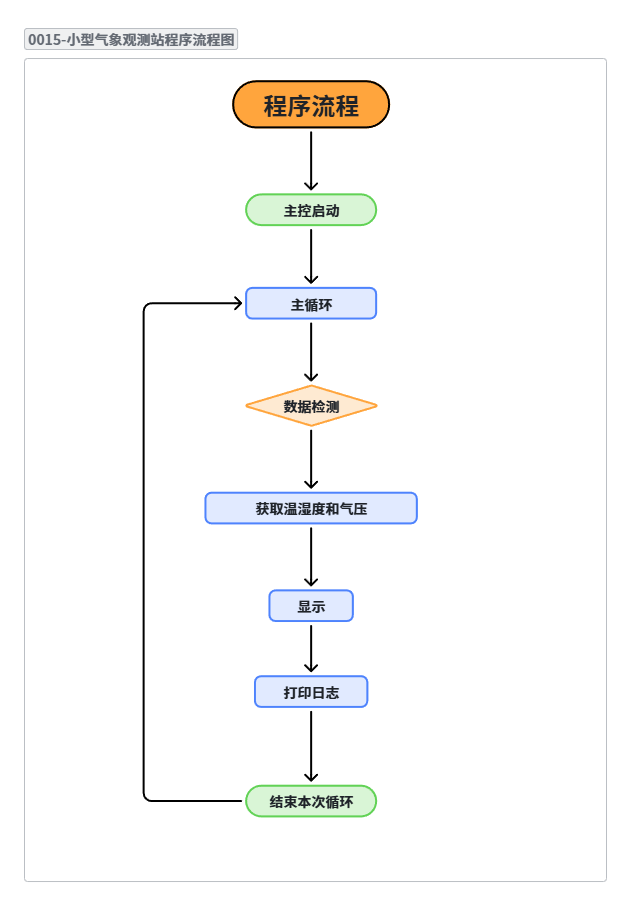 0015-小型气象观测站程序流程图
程序流程
主控启动
主循环
数据检测
获取温湿度和气压
显示
打印日志
结束本次循环